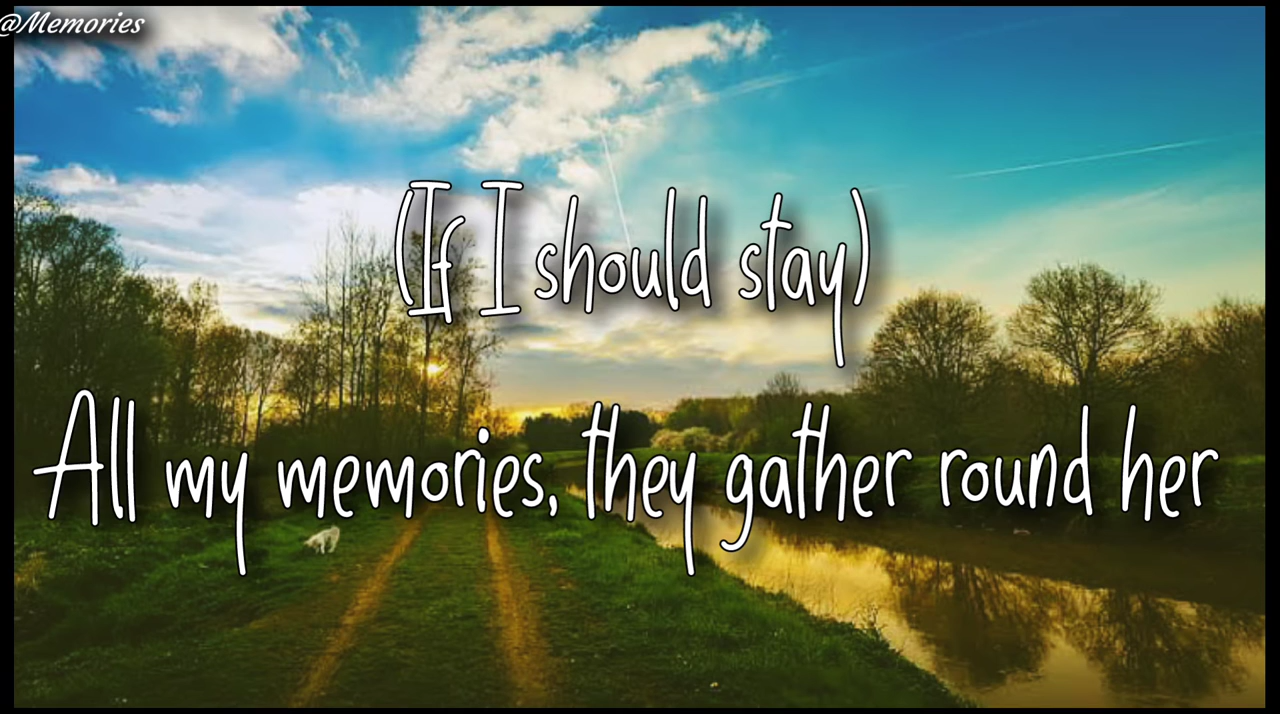 @Memories
(If I should stay)
All my memories, they gather round her